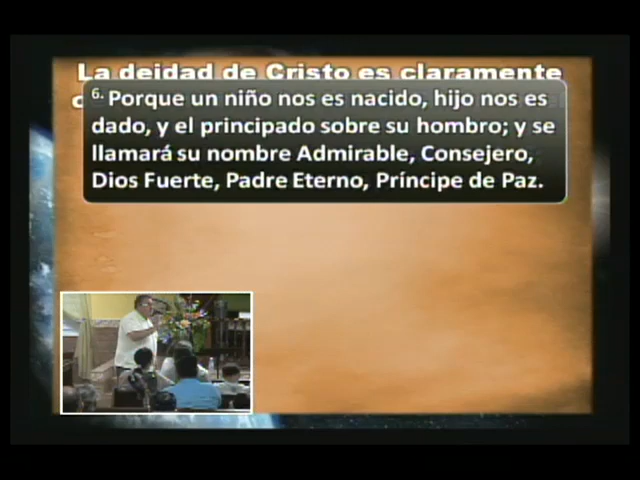 La deidad de Cristo es claramente
6. Porque un niño nos es nacido, hijo nos es
dado, y el principado sobre su hombro; y se
llamará su nombre Admirable, Consejero,
Dios Fuerte, Padre Eterno, Príncipe de Paz.